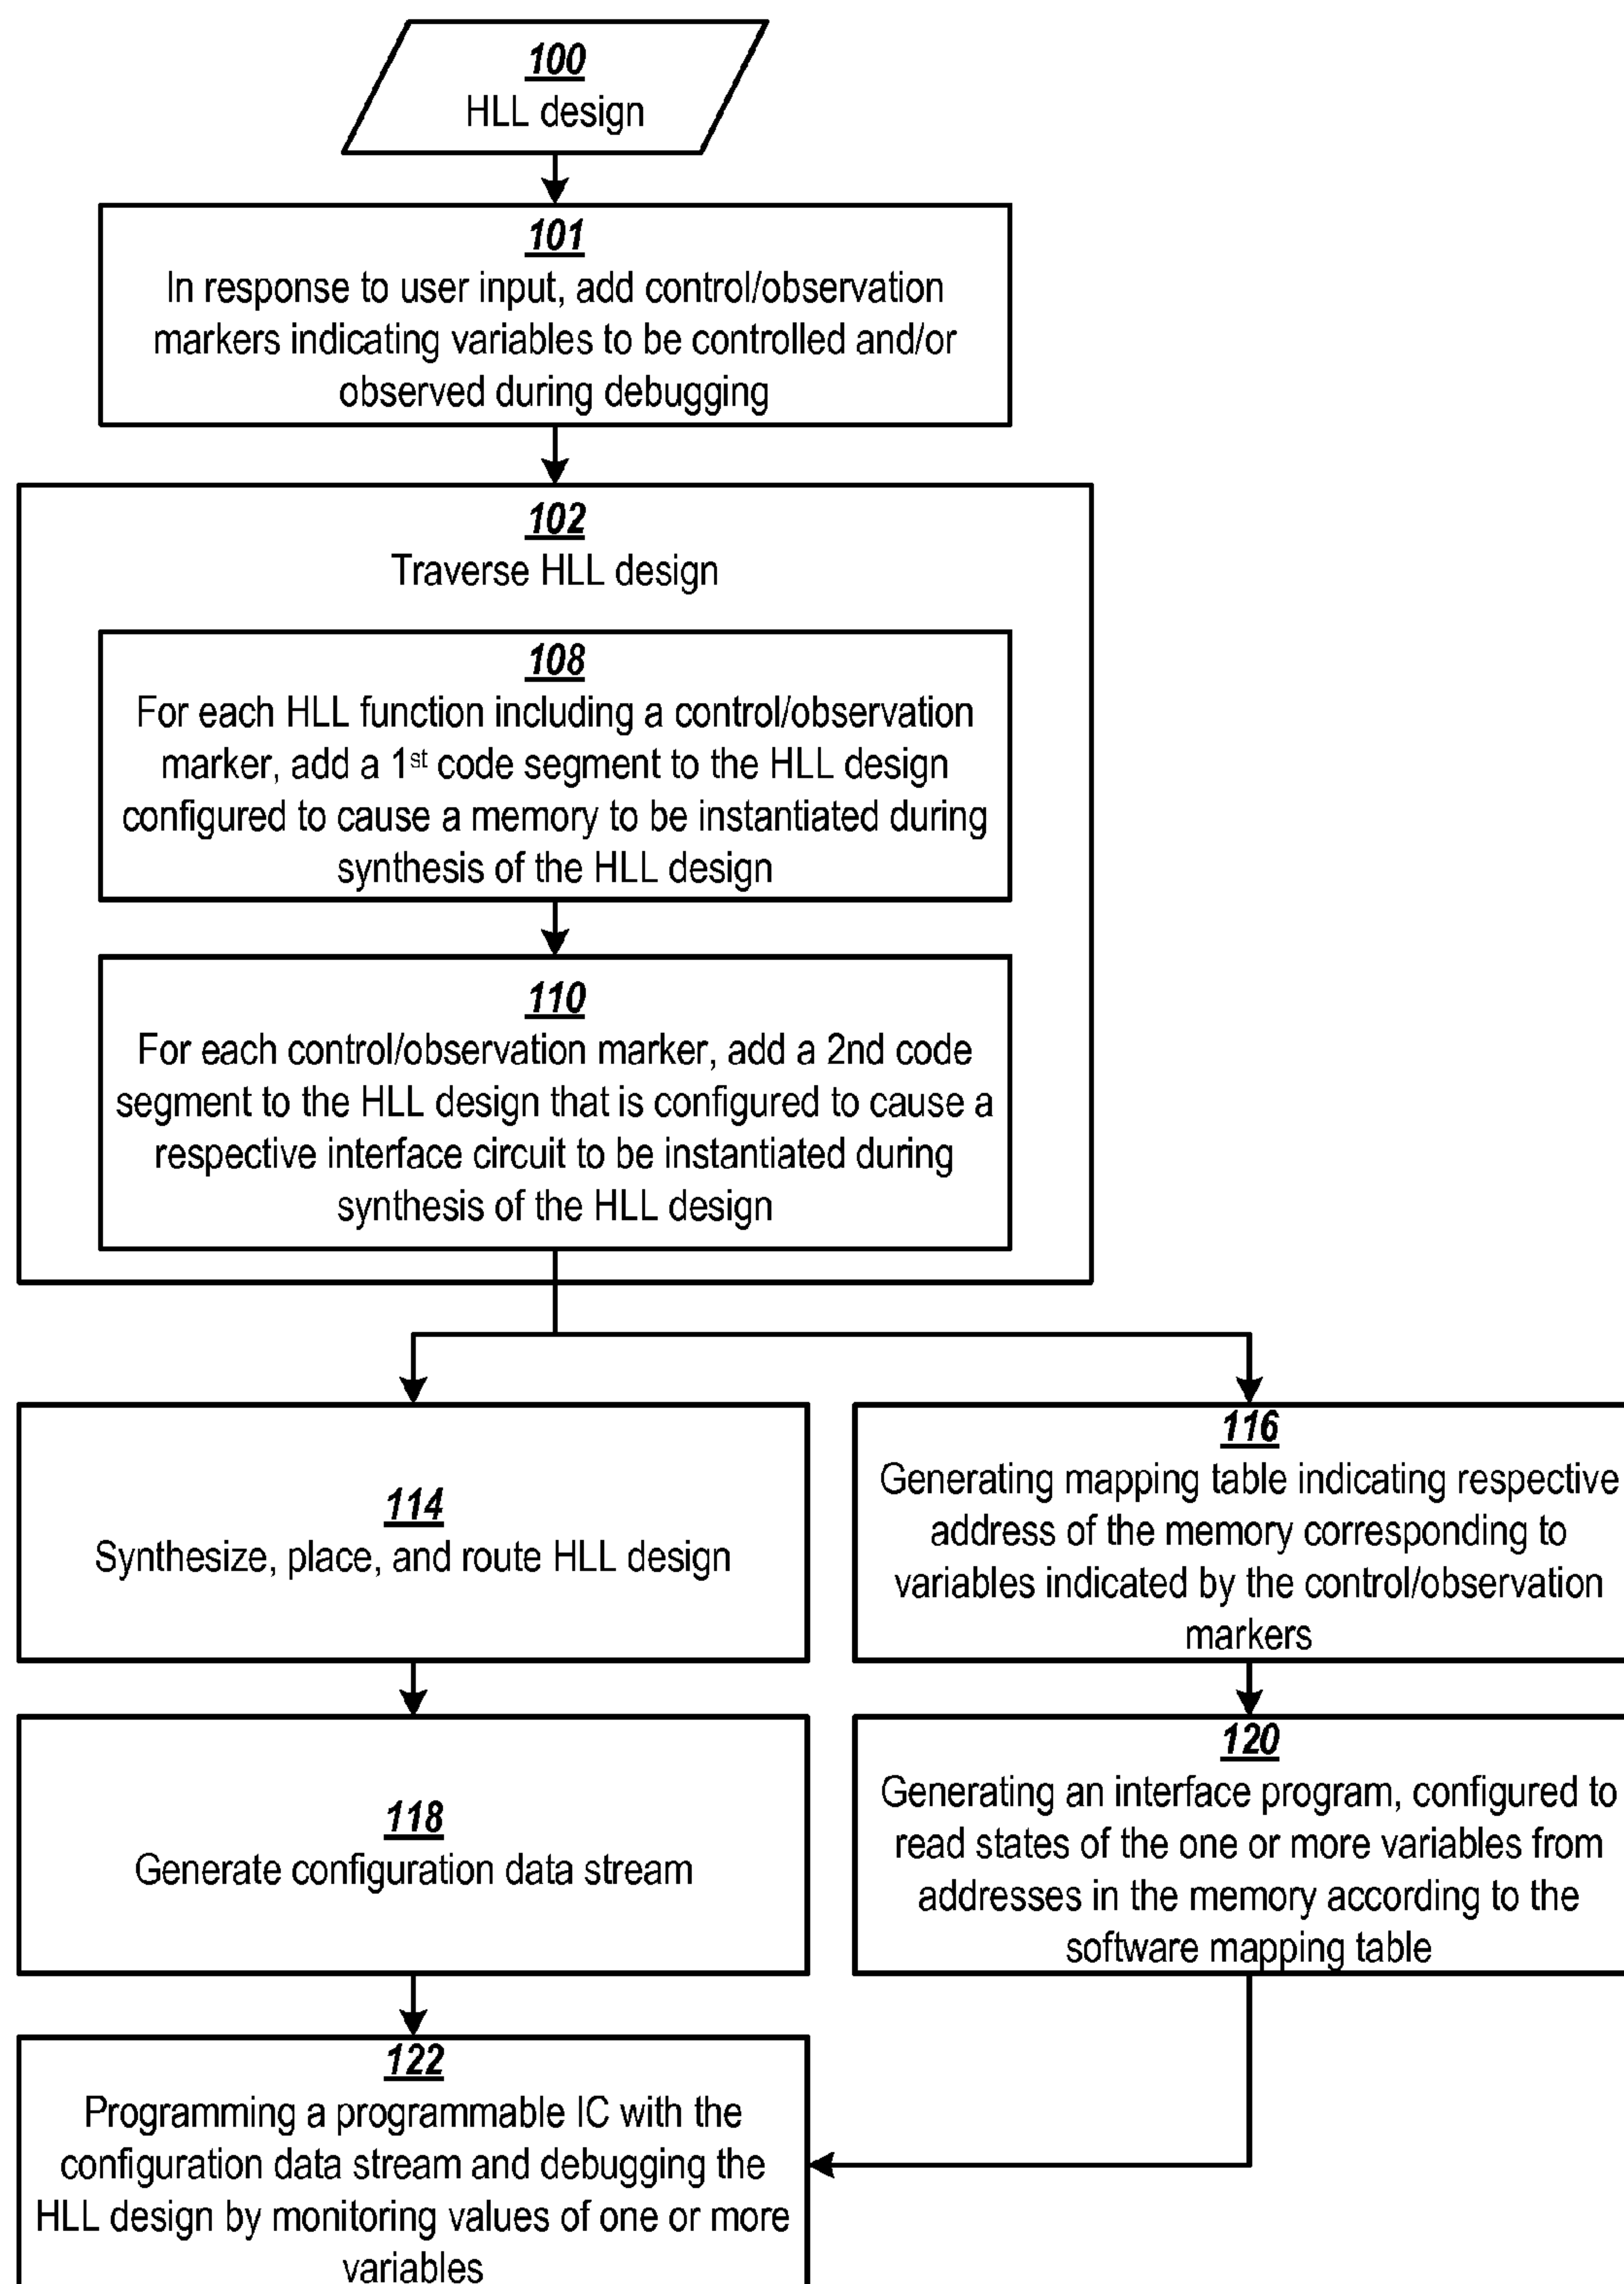 100
HLL design
101
In response to user input, add control/observation
markers indicating variables to be controlled and/or
observed during debugging
102
Traverse HLL design
108
For each HLL function including a control/observation
marker, add a 1st code segment to the HLL design
configured to cause a memory to be instantiated during
synthesis of the HLL design
110
For each control/observation marker, add a 2nd code
segment to the HLL design that is configured to cause a
respective interface circuit to be instantiated during
synthesis of the HLL design
114
Synthesize, place, and route HLL design
116
Generating mapping table indicating respective
address of the memory corresponding to
variables indicated by the control/observation
markers
118
Generate configuration data stream
120
Generating an interface program, configured to
read states of the one or more variables from
addresses in the memory according to the
software mapping table
122
Programming a programmable IC with the
configuration data stream and debugging the
HLL design by monitoring values of one or more
variables